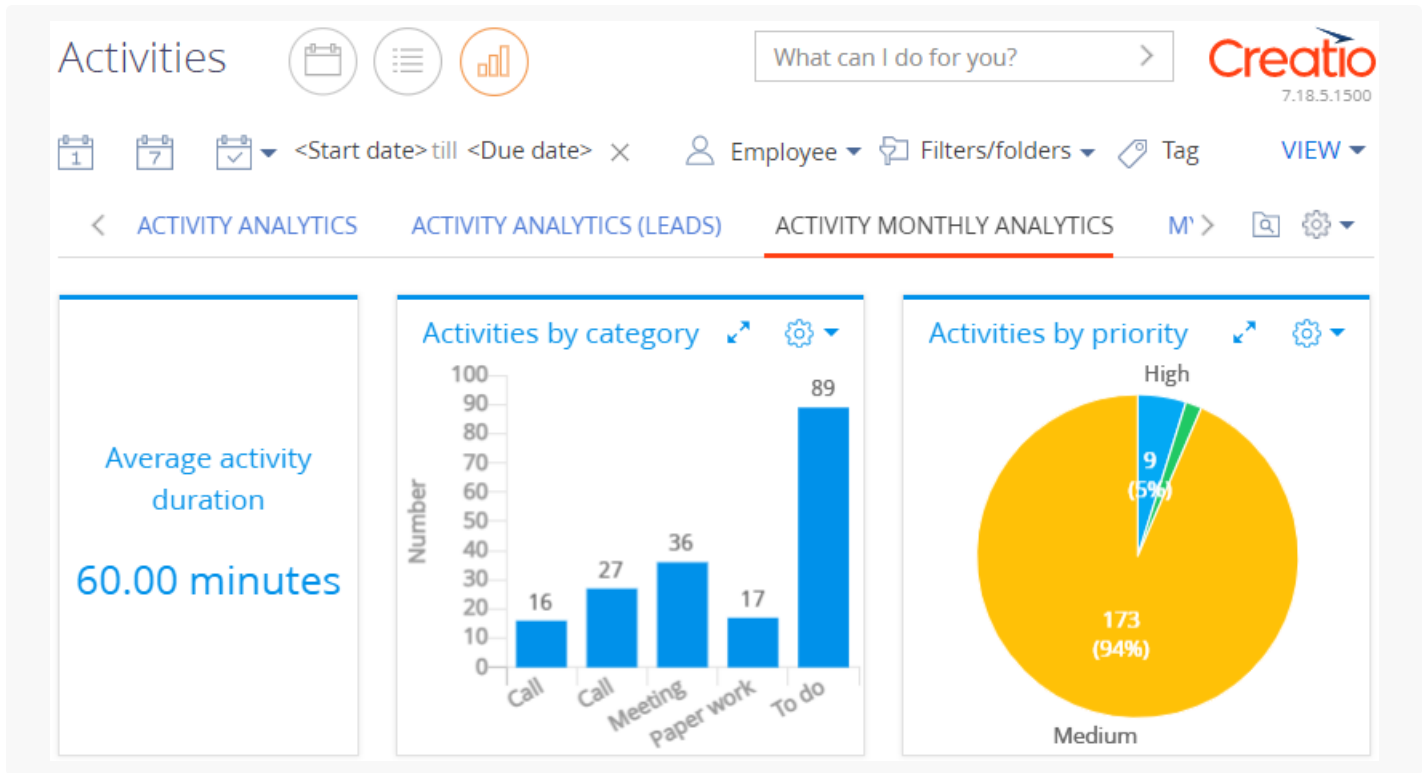 Activities
What can I do for you?
Creatio
7.18.5.1500
1
7
<Start date> till <Due date>
Employee
Filters/folders
Tag
VIEW
ACTIVITY ANALYTICS
ACTIVITY ANALYTICS (LEADS)
ACTIVITY MONTHLY ANALYTICS
Average activity
duration
60.00 minutes
Activities by category
Number
100
90
80
70
60
50
40
30
20
10
0
16
27
36
17
89
Call
Call
Meeting
Paper work
To do
Activities by priority
High
9
(5%)
173
(94%)
Medium